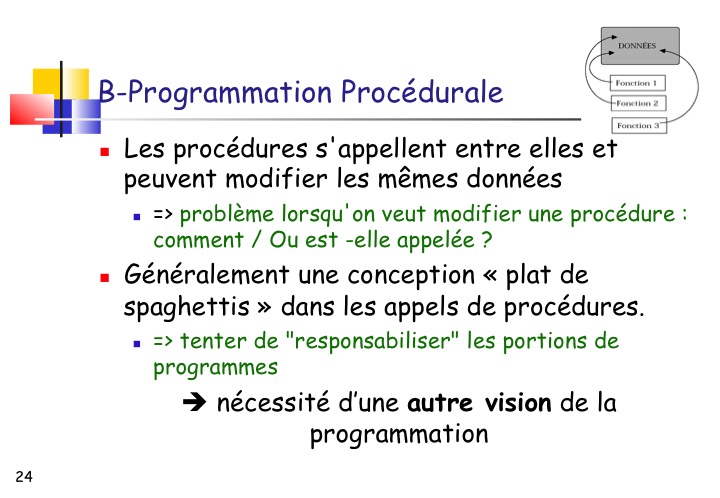 DONNÉES
Fonction 1
Fonction 2
Fonction 3
B-Programmation Procédurale
Les procédures s'appellent entre elles et
peuvent modifier les mêmes données
=> problème lorsqu'on veut modifier une procédure :
comment / Ou est -elle appelée ?
Généralement une conception « plat de
spaghettis » dans les appels de procédures.
=> tenter de "responsabiliser" les portions de
programmes
➔ nécessité d’une autre vision de la
programmation
24